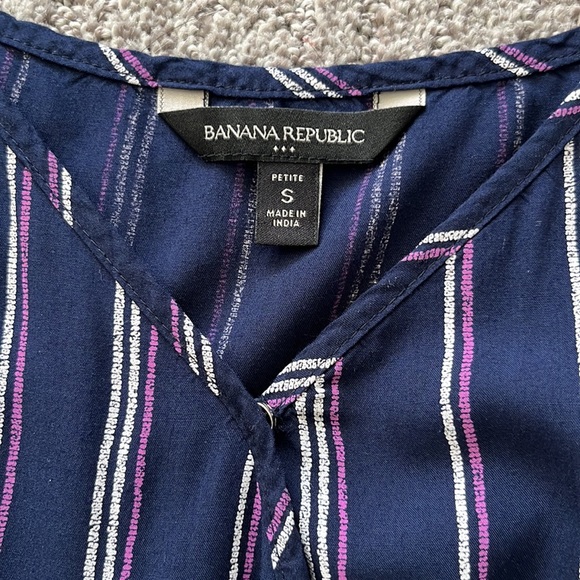 BANANA REPUBLIC
PETITE
S
MADE IN
INDIA